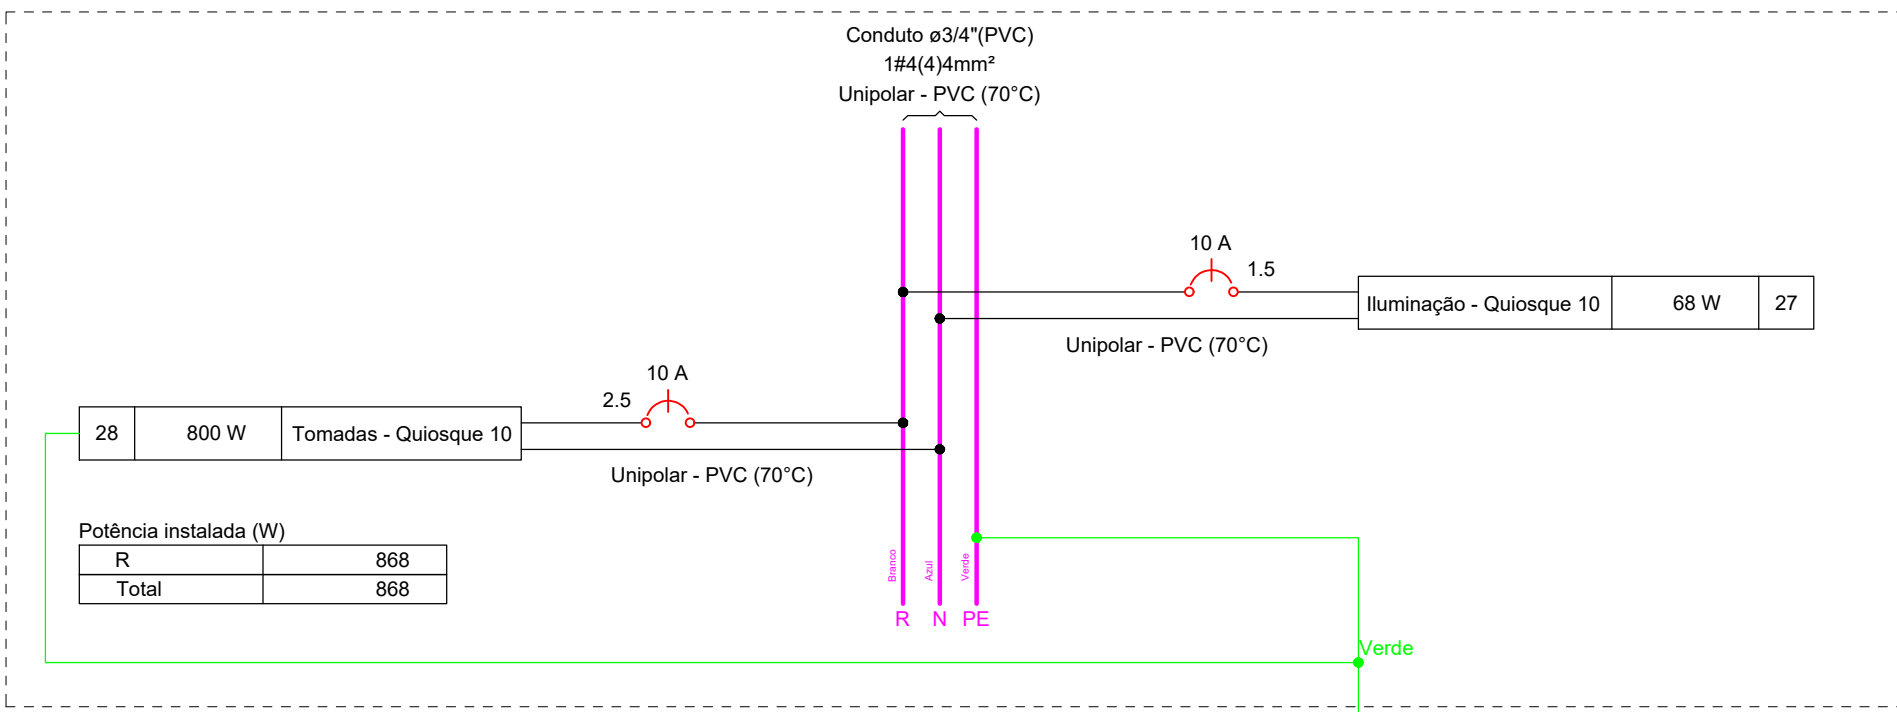 Conduto ø3/4"(PVC)
1#4(4)4mm²
Unipolar - PVC (70°C)
10 A
1.5
Iluminação - Quiosque 10 68 W 27
Unipolar - PVC (70°C)
10 A
2.5
28 800 W Tomadas - Quiosque 10
Unipolar - PVC (70°C)
Potência instalada (W)
R 868
Total 868
Branco
Azul
Verde
R N PE
Verde